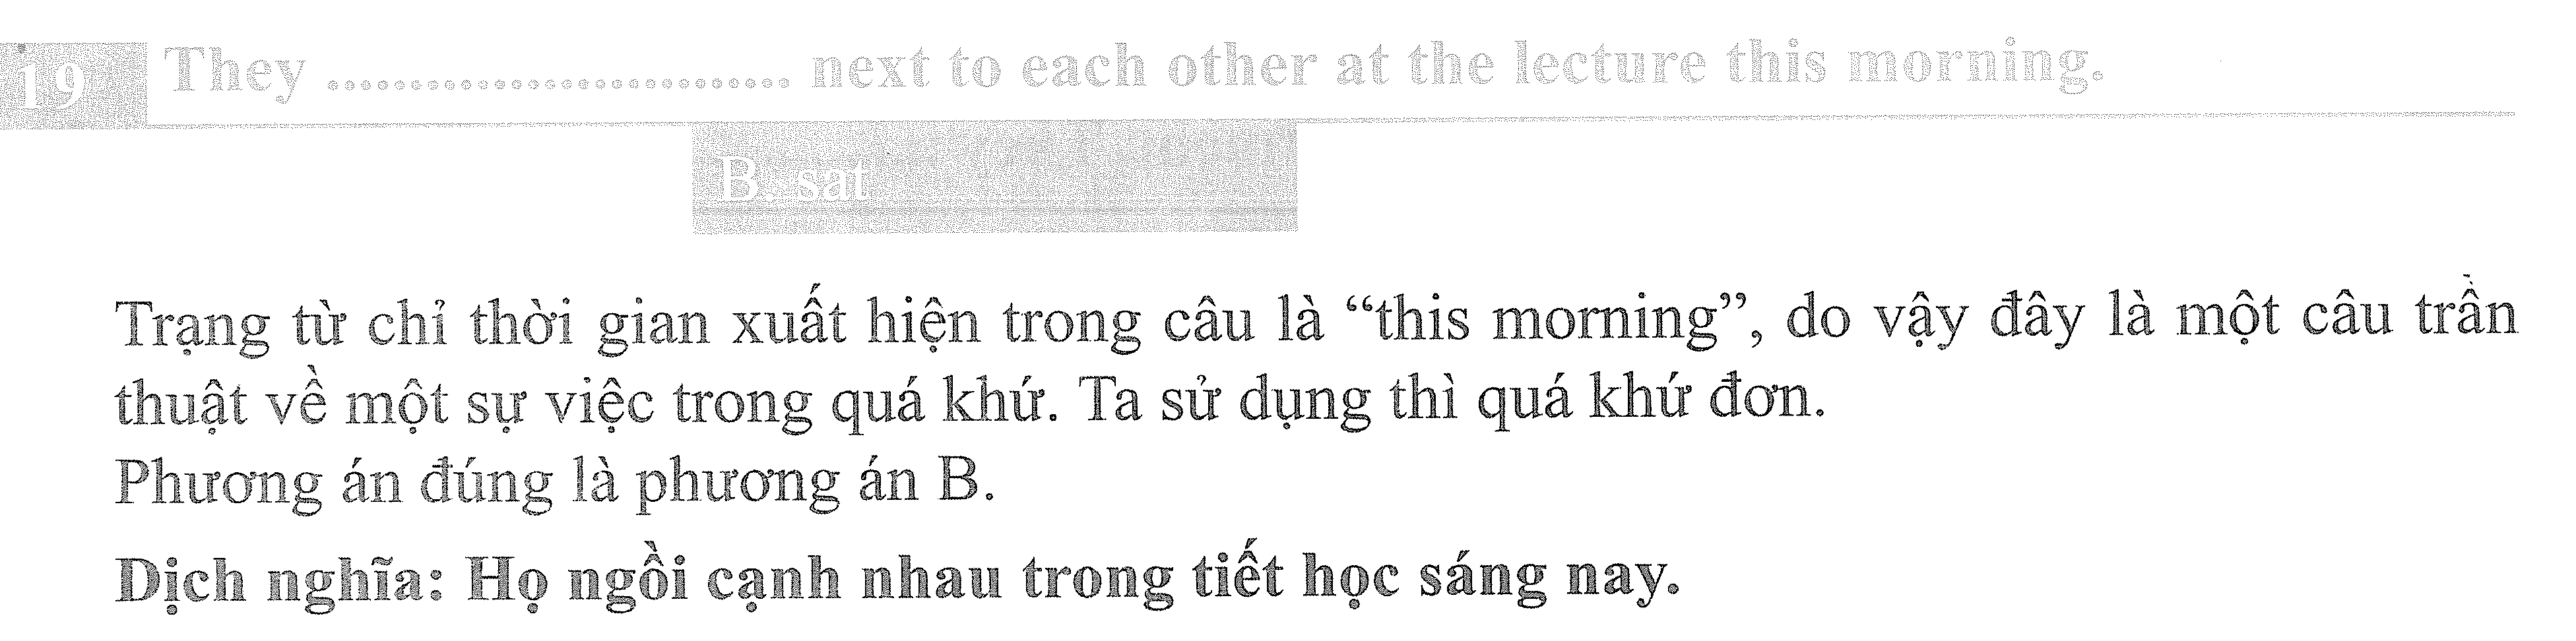 19 They ............................ next to each other at the lecture this morning.
B. sat
Trạng từ chỉ thời gian xuất hiện trong câu là “this morning”, do vậy đây là một câu trần
thuật về một sự việc trong quá khứ. Ta sử dụng thì quá khứ đơn.
Phương án đúng là phương án B.
Dịch nghĩa: Họ ngồi cạnh nhau trong tiết học sáng nay.